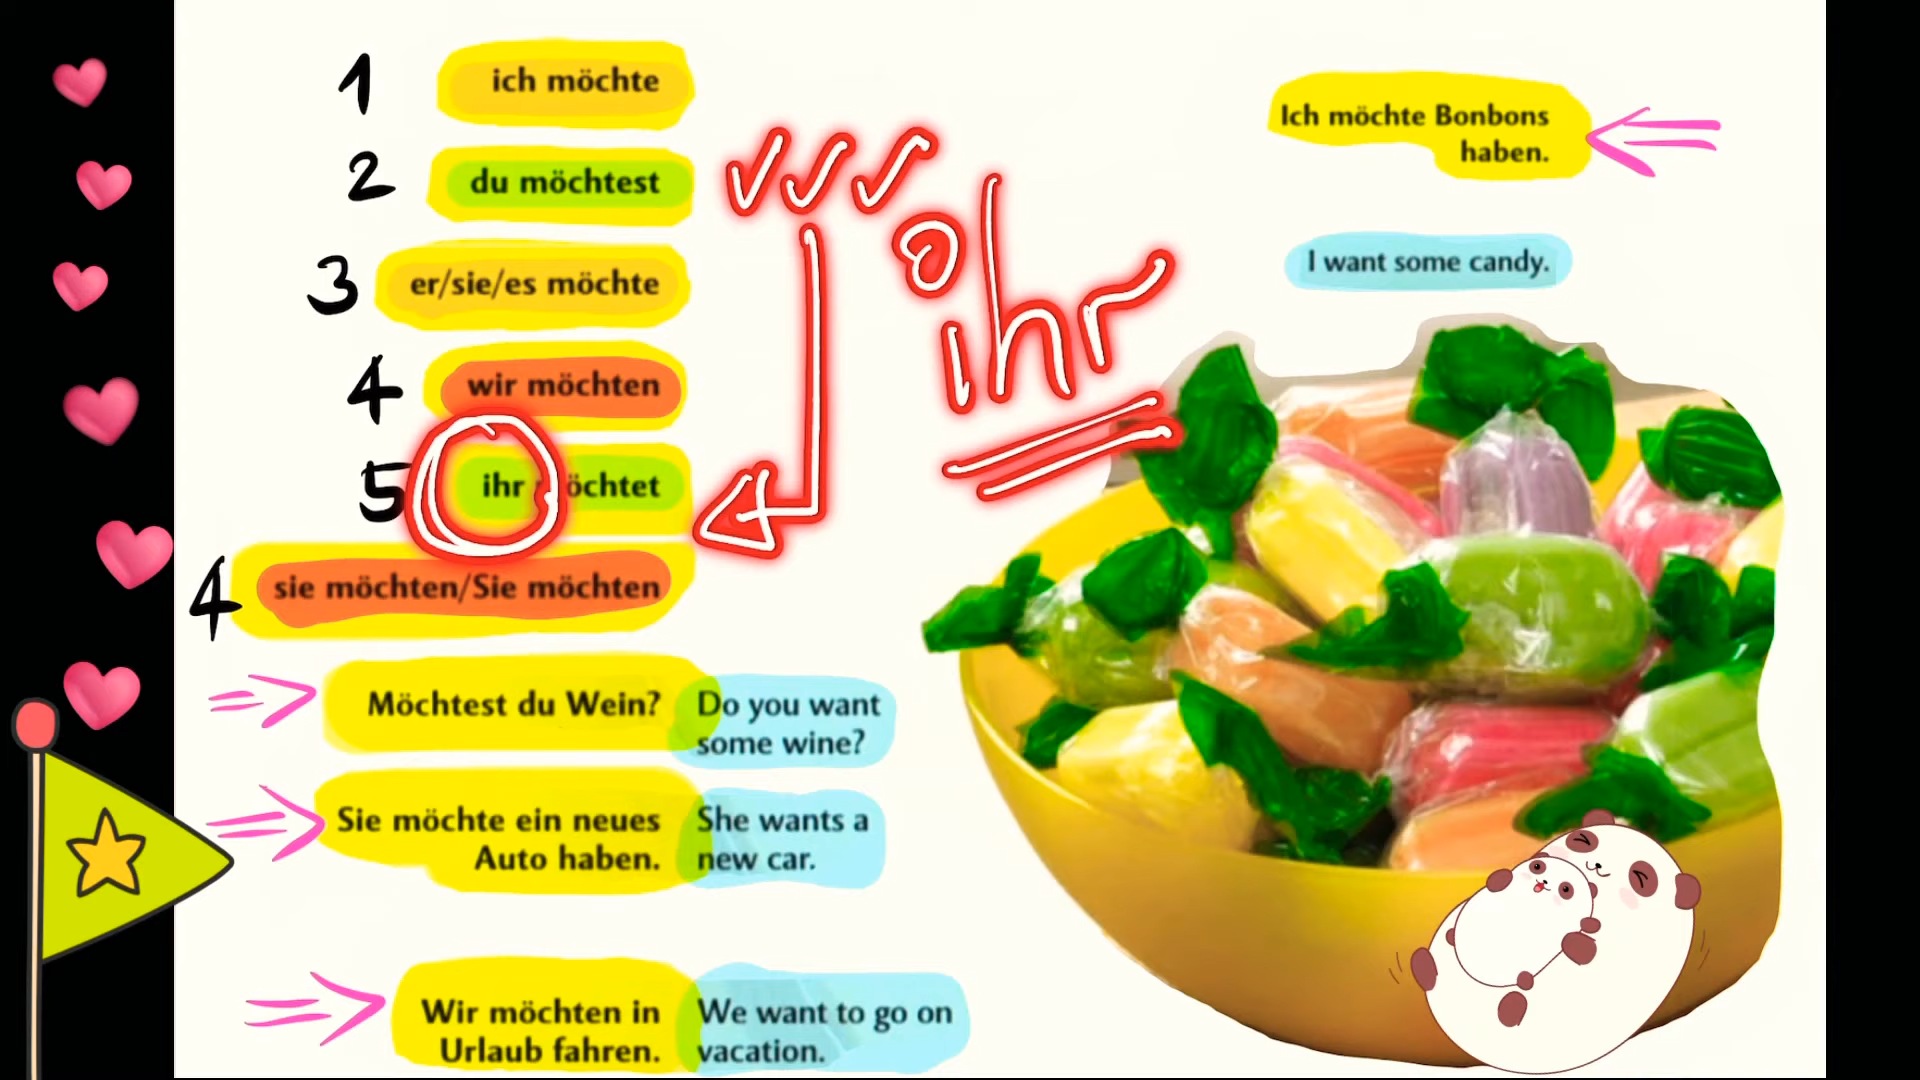 1 ich möchte
2 du möchtest
3 er/sie/es möchte
4 wir möchten
5 ihr öchtet
4 sie möchten/Sie möchten
ihr
Möchtest du Wein? Do you want
some wine?
Sie möchte ein neues She wants a
Auto haben. new car.
Wir möchten in We want to go on
Urlaub fahren. vacation.
Ich möchte Bonbons
haben.
I want some candy.